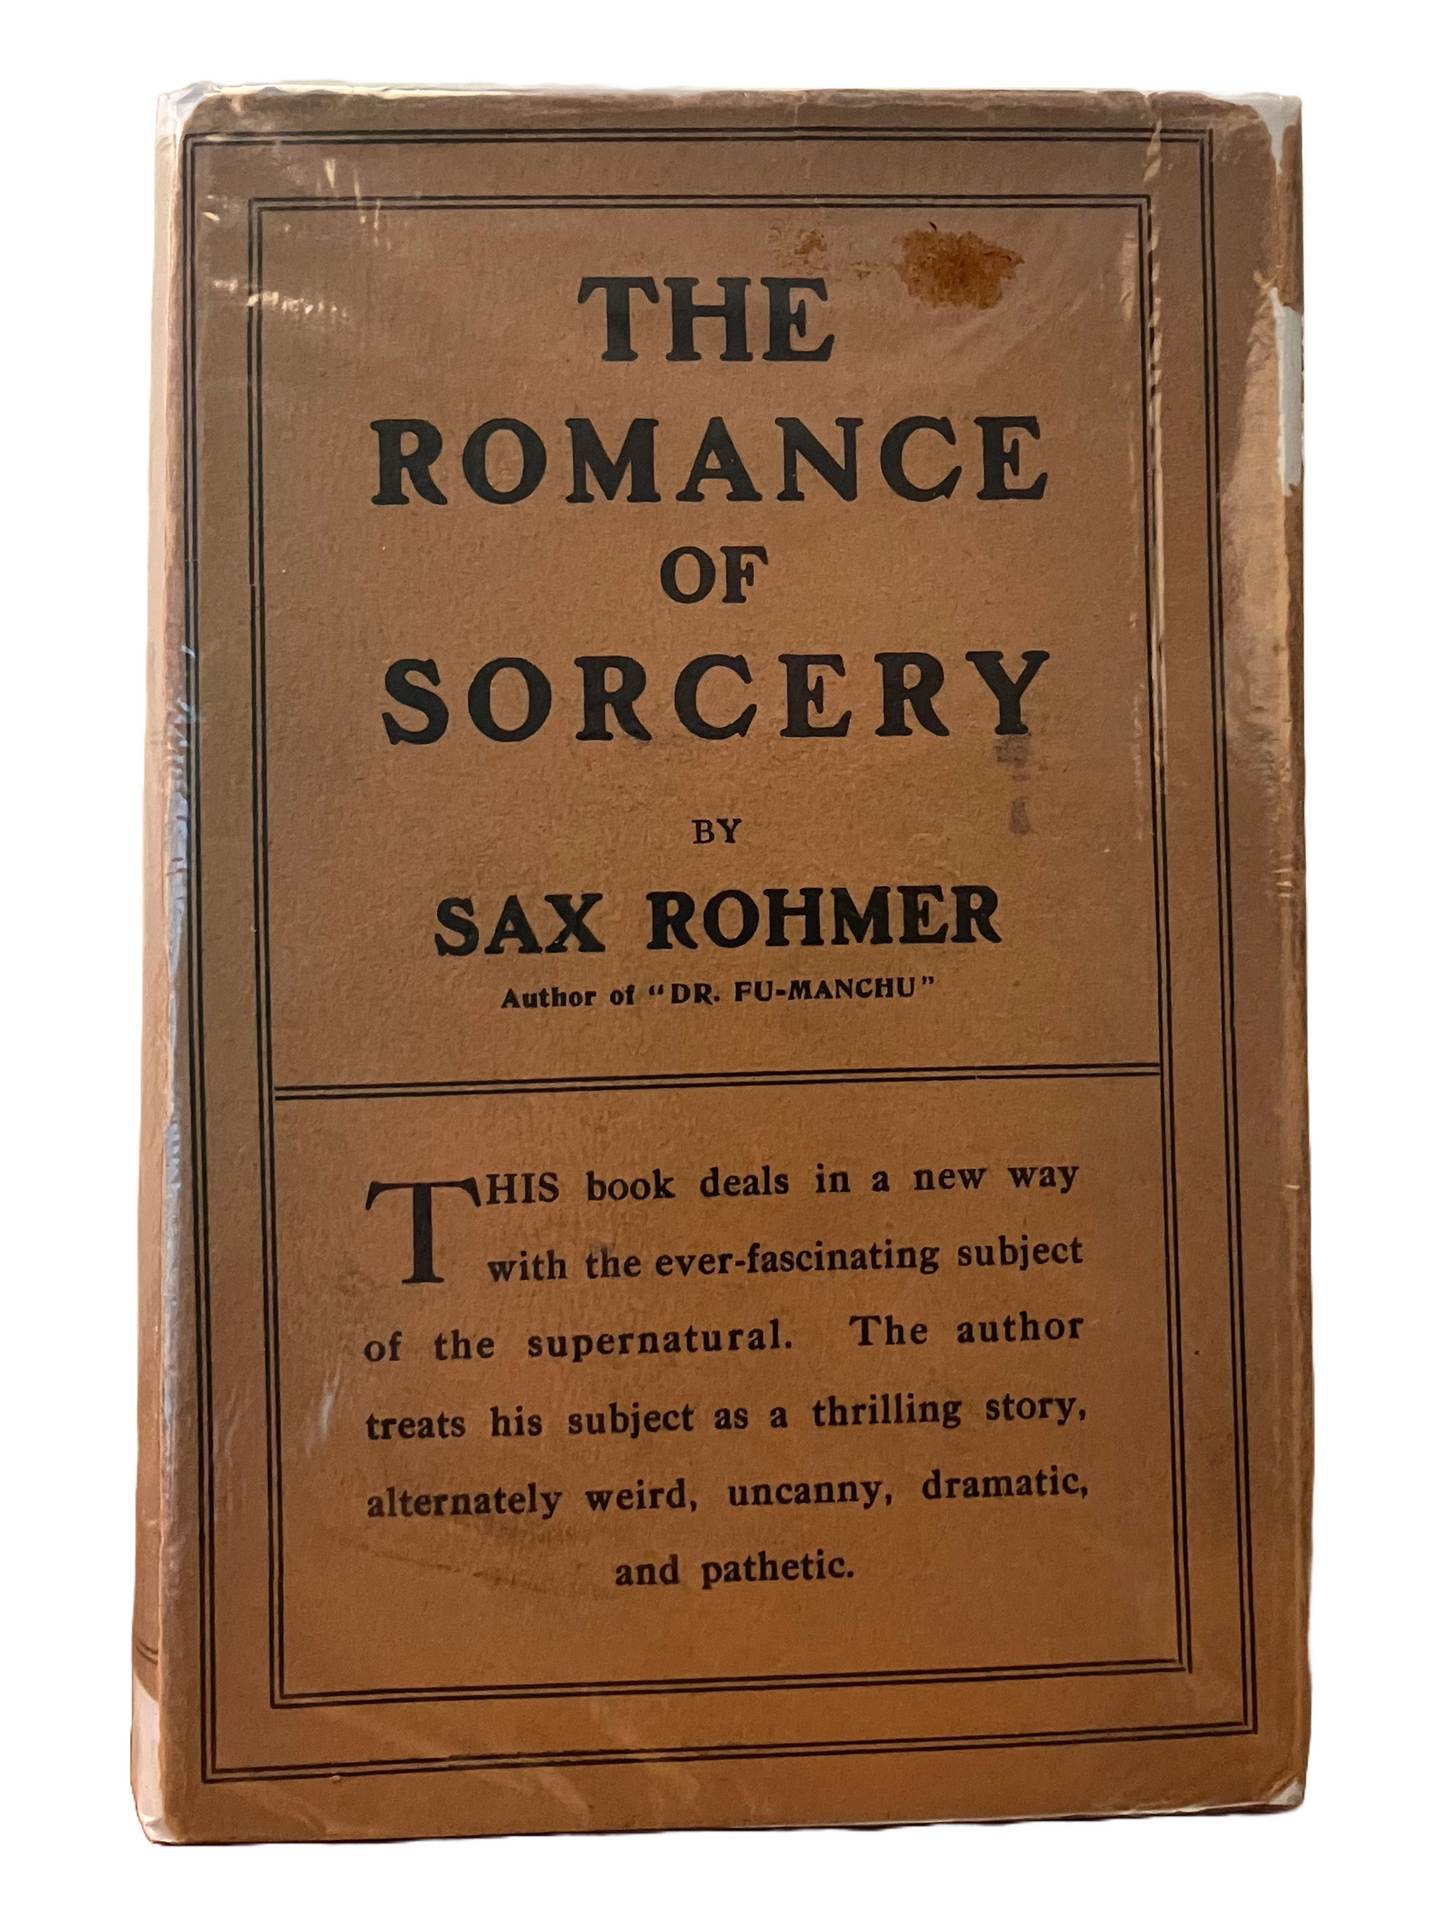 THE
ROMANCE
OF
SORCERY
BY
SAX ROHMER
Author of "DR. FU-MANCHU"
THIS book deals in a new way
with the ever-fascinating subject
of the supernatural. The author
treats his subject as a thrilling story,
alternately weird, uncanny, dramatic,
and pathetic.